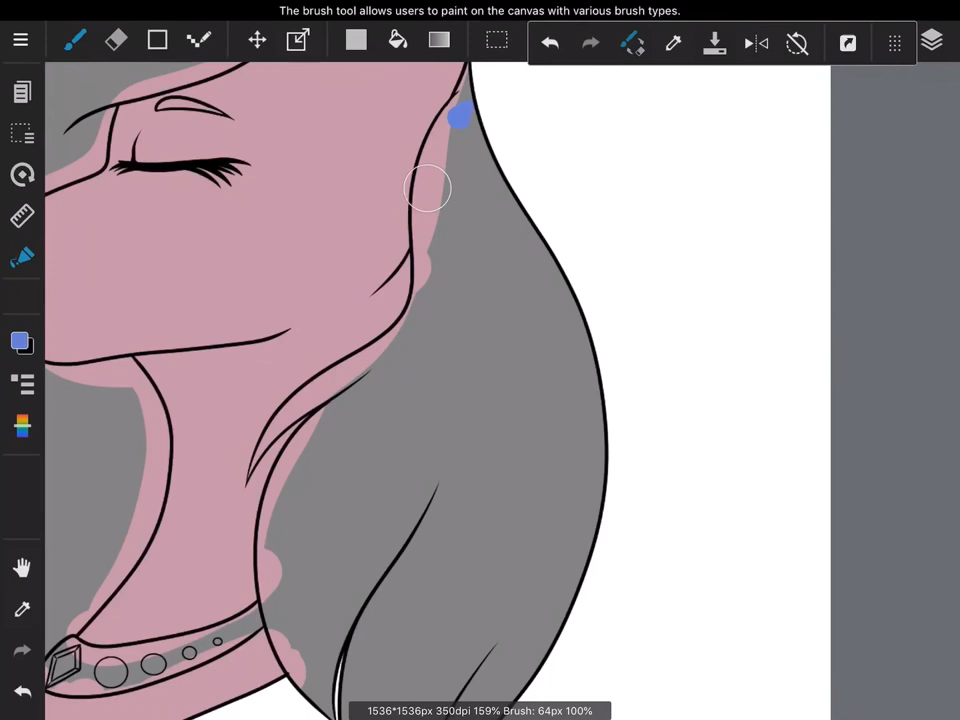 The brush tool allows users to paint on the canvas with various brush types.
1536*1536px 350dpi 159% Brush: 64px 100%